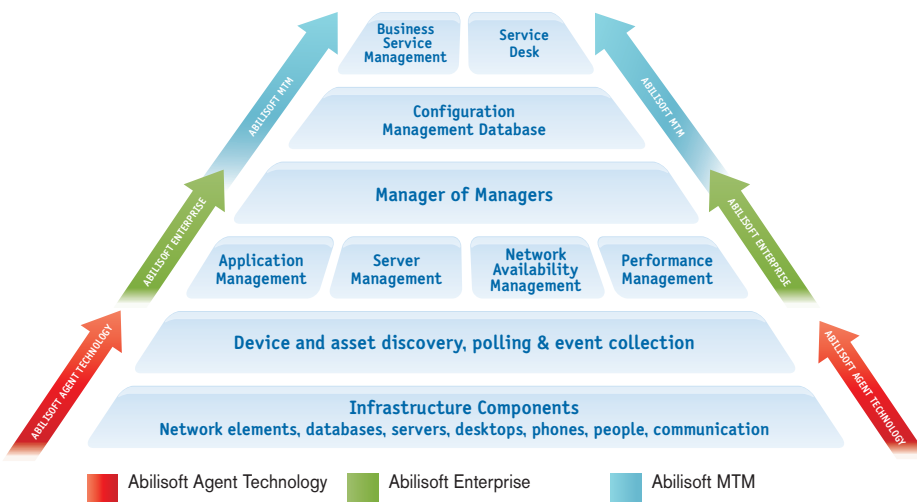 Business
Service
Management
Service
Desk
ABILISOFT MTM
ABILISOFT MTM
Configuration
Management Database
Manager of Managers
ABILISOFT ENTERPRISE
ABILISOFT ENTERPRISE
Application
Management
Server
Management
Network
Availability
Management
Performance
Management
Device and asset discovery, polling & event collection
ABILISOFT AGENT TECHNOLOGY
ABILISOFT AGENT TECHNOLOGY
Infrastructure Components
Network elements, databases, servers, desktops, phones, people, communication
Abilisoft Agent Technology
Abilisoft Enterprise
Abilisoft MTM